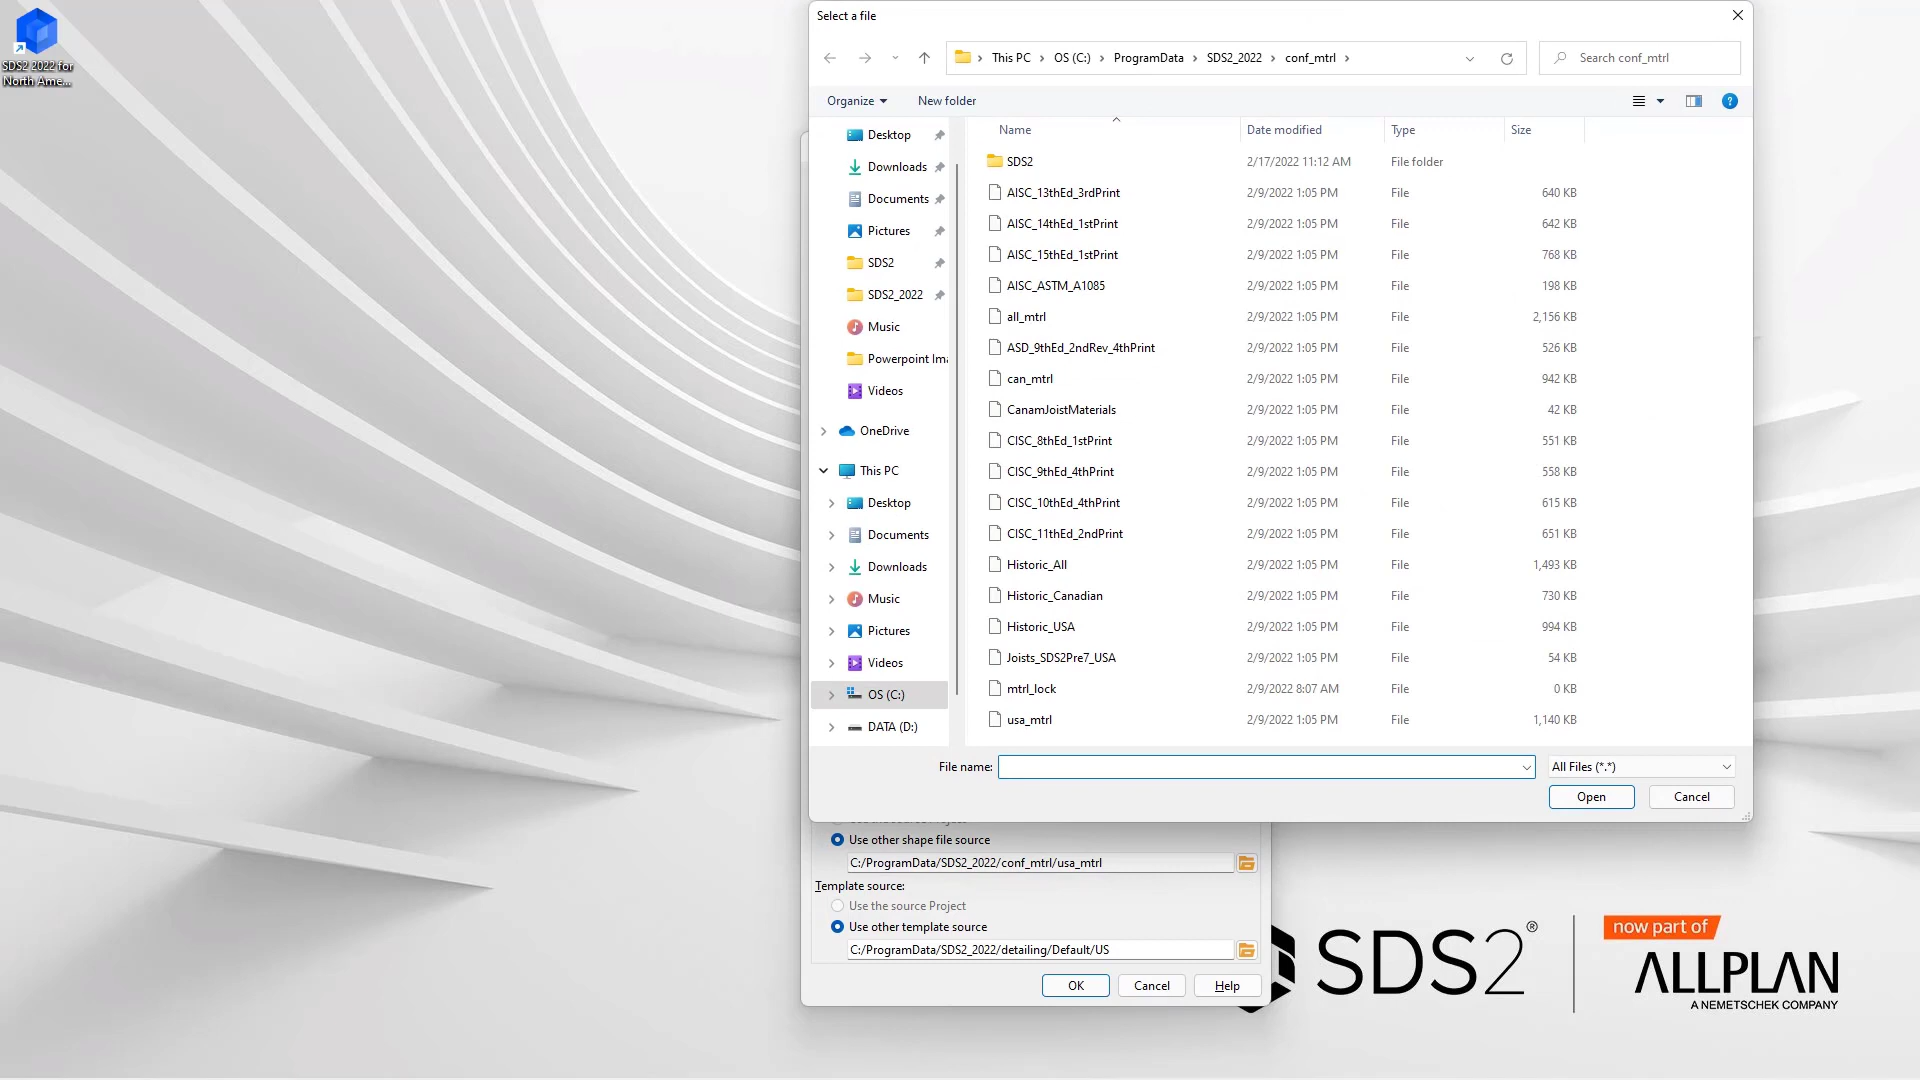 SDS2 2022 for
North Ame...
Select a file
This PC
OS (C:)
ProgramData
SDS2_2022
conf_mtrl
Search conf_mtrl
Organize
New folder
Name
Date modified
Type
Size
Desktop
Downloads
Documents
Pictures
SDS2
SDS2_2022
Music
Powerpoint Ima
Videos
OneDrive
This PC
Desktop
Documents
Downloads
Music
Pictures
Videos
OS (C:)
DATA (D:)
SDS2 2/17/2022 11:12 AM File folder
AISC_13thEd_3rdPrint 2/9/2022 1:05 PM File 640 KB
AISC_14thEd_1stPrint 2/9/2022 1:05 PM File 642 KB
AISC_15thEd_1stPrint 2/9/2022 1:05 PM File 768 KB
AISC_ASTM_A1085 2/9/2022 1:05 PM File 198 KB
all_mtrl 2/9/2022 1:05 PM File 2,156 KB
ASD_9thEd_2ndRev_4thPrint 2/9/2022 1:05 PM File 526 KB
can_mtrl 2/9/2022 1:05 PM File 942 KB
CanamJoistMaterials 2/9/2022 1:05 PM File 42 KB
CISC_8thEd_1stPrint 2/9/2022 1:05 PM File 551 KB
CISC_9thEd_4thPrint 2/9/2022 1:05 PM File 558 KB
CISC_10thEd_4thPrint 2/9/2022 1:05 PM File 615 KB
CISC_11thEd_2ndPrint 2/9/2022 1:05 PM File 651 KB
Historic_All 2/9/2022 1:05 PM File 1,493 KB
Historic_Canadian 2/9/2022 1:05 PM File 730 KB
Historic_USA 2/9/2022 1:05 PM File 994 KB
Joists_SDS2Pre7_USA 2/9/2022 1:05 PM File 54 KB
mtrl_lock 2/9/2022 8:07 AM File 0 KB
usa_mtrl 2/9/2022 1:05 PM File 1,140 KB
File name:
All Files (*.*)
Open
Cancel
Use other shape file source
C:/ProgramData/SDS2_2022/conf_mtrl/usa_mtrl
Template source:
Use the source Project
Use other template source
C:/ProgramData/SDS2_2022/detailing/Default/US
OK
Cancel
Help
SDS2®
now part of
ALLPLAN
A NEMETSCHEK COMPANY